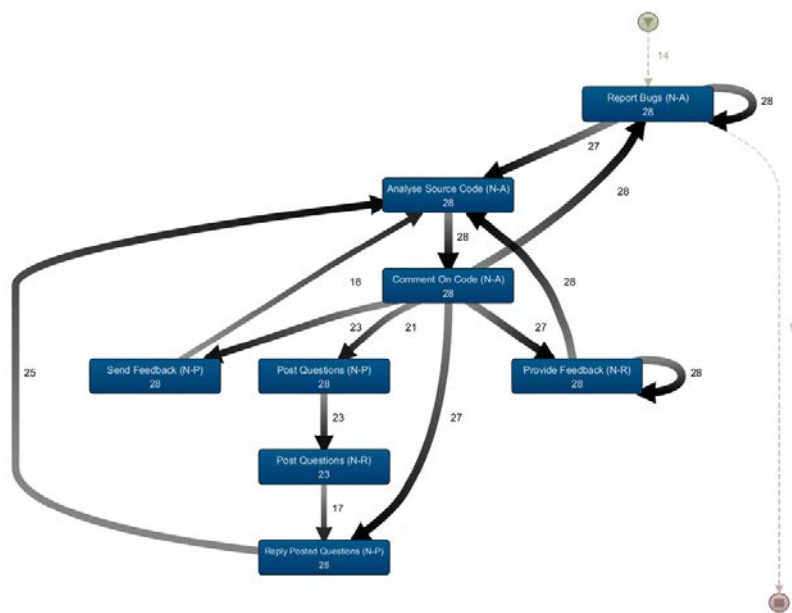 14
Report Bugs (N-A)
28
28
27
Analyse Source Code (N-A)
28
28
28
Comment On Code (N-A)
28
18
28
23
21
27
Send Feedback (N-P)
28
Post Questions (N-P)
28
Provide Feedback (N-R)
28
28
25
23
27
Post Questions (N-R)
23
17
Reply Posted Questions (N-P)
28